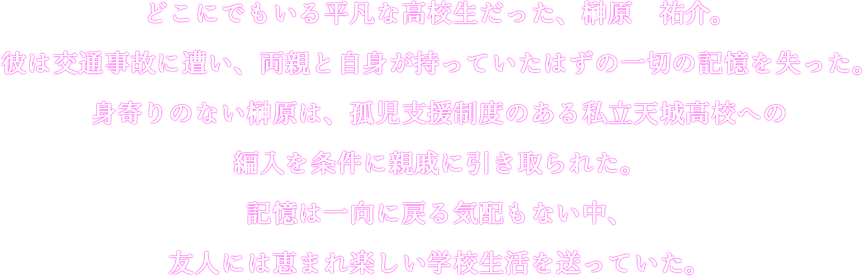 どこにでもいる平凡な高校生だった、榊原　祐介。
彼は交通事故に遭い、両親と自身が持っていたはずの一切の記憶を失った。
身寄りのない榊原は、孤児支援制度のある私立天城高校への
編入を条件に親戚に引き取られた。
記憶は一向に戻る気配もない中、
友人には恵まれ楽しい学校生活を送っていた。